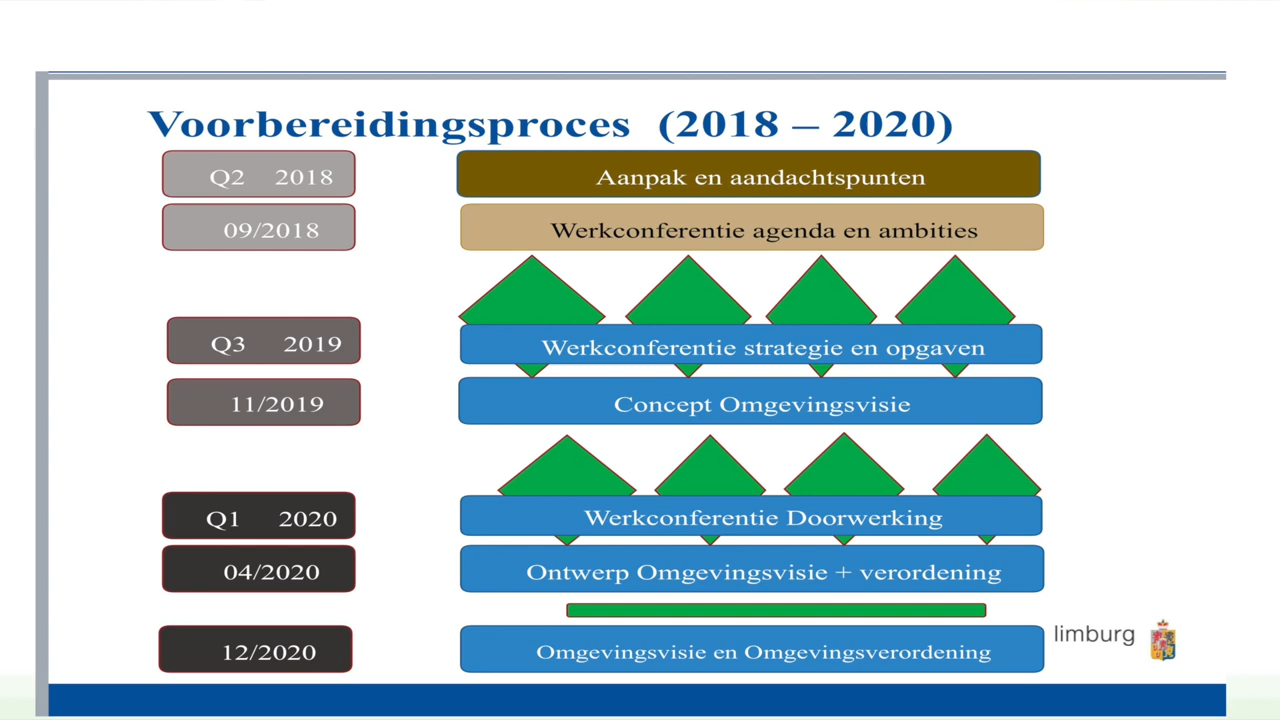 Voorbereidingsproces (2018 – 2020)
Q2 2018
Aanpak en aandachtspunten
09/2018
Werkconferentie agenda en ambities
Q3 2019
Werkconferentie strategie en opgaven
11/2019
Concept Omgevingsvisie
Q1 2020
Werkconferentie Doorwerking
04/2020
Ontwerp Omgevingsvisie + verordening
12/2020
Omgevingsvisie en Omgevingsverordening
limburg